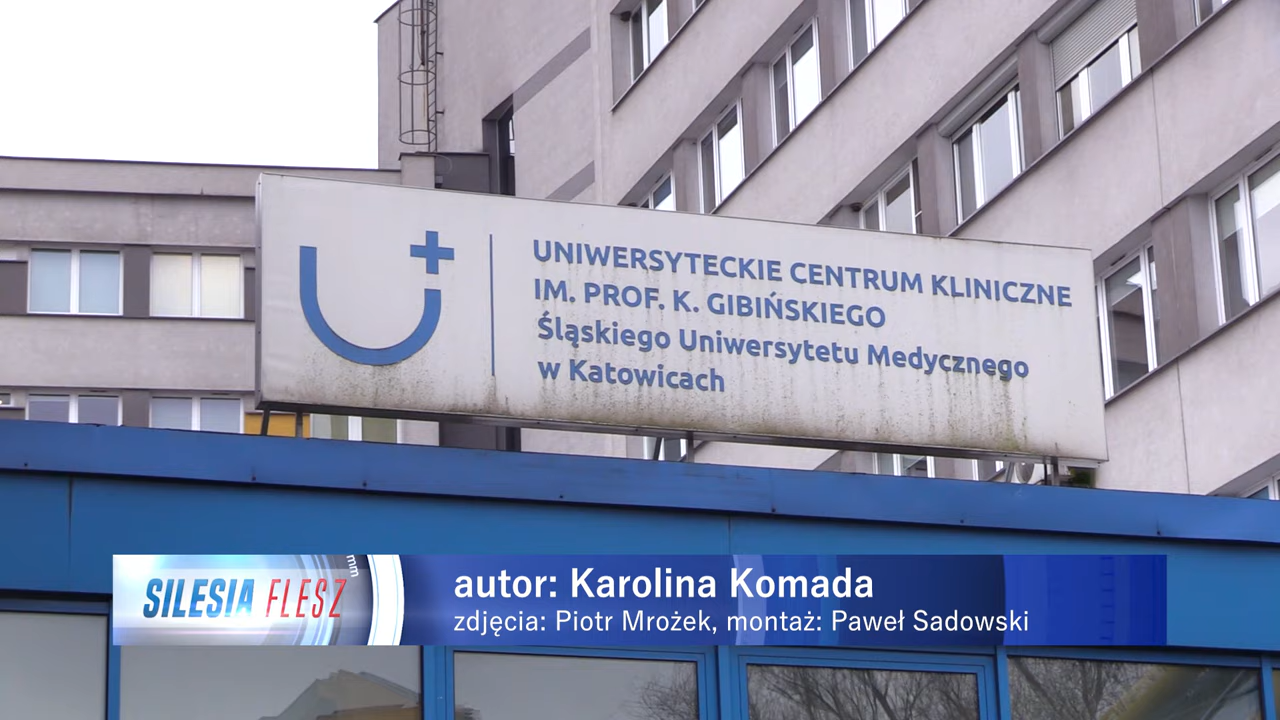 UNIWERSYTECKIE CENTRUM KLINICZNE
IM. PROF. K. GIBIŃSKIEGO
Śląskiego Uniwersytetu Medycznego
w Katowicach
mm
SILESIA FLESZ
autor: Karolina Komada
zdjęcia: Piotr Mrożek, montaż: Paweł Sadowski